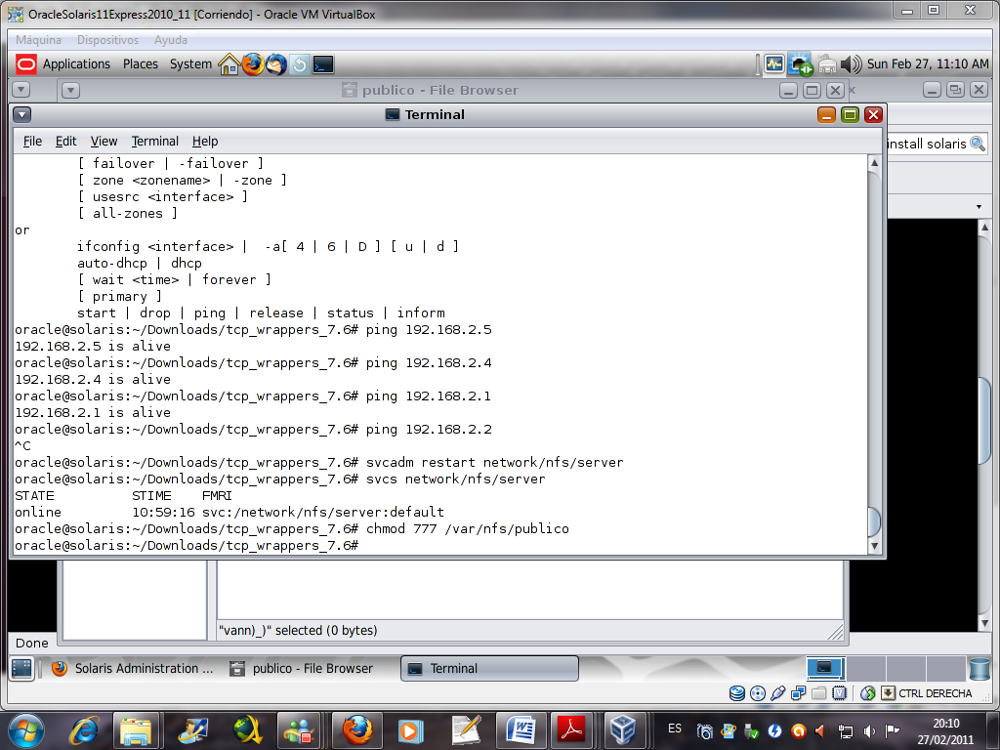 OracleSolaris11Express2010_11 [Corriendo] - Oracle VM VirtualBox
Máquina Dispositivos Ayuda
Applications Places System Sun Feb 27, 11:10 AM
publico - File Browser
Terminal
File Edit View Terminal Help
install solaris
[ failover | -failover ]
[ zone <zonename> | -zone ]
[ usesrc <interface> ]
[ all-zones ]
or
ifconfig <interface> |  -a[ 4 | 6 | D ] [ u | d ]
auto-dhcp | dhcp
[ wait <time> | forever ]
[ primary ]
start | drop | ping | release | status | inform
oracle@solaris:~/Downloads/tcp_wrappers_7.6# ping 192.168.2.5
192.168.2.5 is alive
oracle@solaris:~/Downloads/tcp_wrappers_7.6# ping 192.168.2.4
192.168.2.4 is alive
oracle@solaris:~/Downloads/tcp_wrappers_7.6# ping 192.168.2.1
192.168.2.1 is alive
oracle@solaris:~/Downloads/tcp_wrappers_7.6# ping 192.168.2.2
^C
oracle@solaris:~/Downloads/tcp_wrappers_7.6# svcadm restart network/nfs/server
oracle@solaris:~/Downloads/tcp_wrappers_7.6# svcs network/nfs/server
STATE          STIME    FMRI
online         10:59:16 svc:/network/nfs/server:default
oracle@solaris:~/Downloads/tcp_wrappers_7.6# chmod 777 /var/nfs/publico
oracle@solaris:~/Downloads/tcp_wrappers_7.6#
"vann)_)" selected (0 bytes)
Done
Solaris Administration ... publico - File Browser Terminal
CTRL DERECHA
ES 20:10
27/02/2011